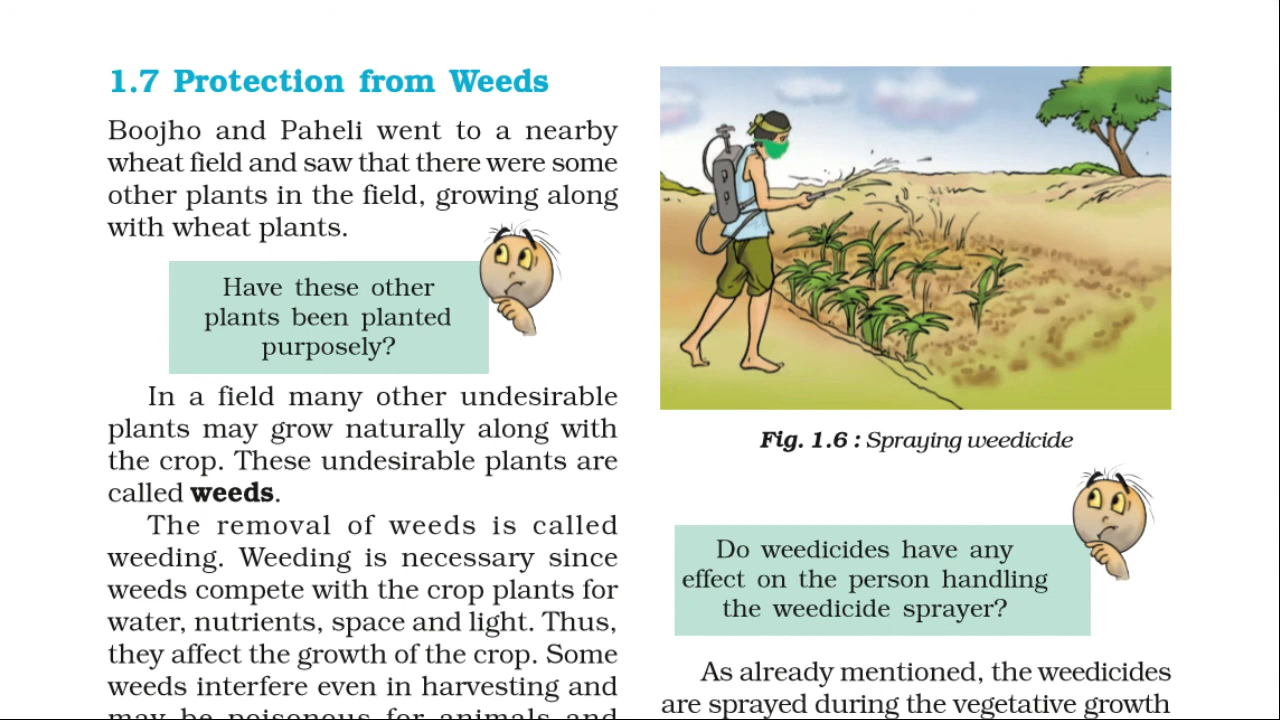 1.7 Protection from Weeds
Boojho and Paheli went to a nearby
wheat field and saw that there were some
other plants in the field, growing along
with wheat plants.
Have these other
plants been planted
purposely?
In a field many other undesirable
plants may grow naturally along with
the crop. These undesirable plants are
called weeds.
The removal of weeds is called
weeding. Weeding is necessary since
weeds compete with the crop plants for
water, nutrients, space and light. Thus,
they affect the growth of the crop. Some
weeds interfere even in harvesting and
may be poisonous for animals and
Fig. 1.6 : Spraying weedicide
Do weedicides have any
effect on the person handling
the weedicide sprayer?
As already mentioned, the weedicides
are sprayed during the vegetative growth